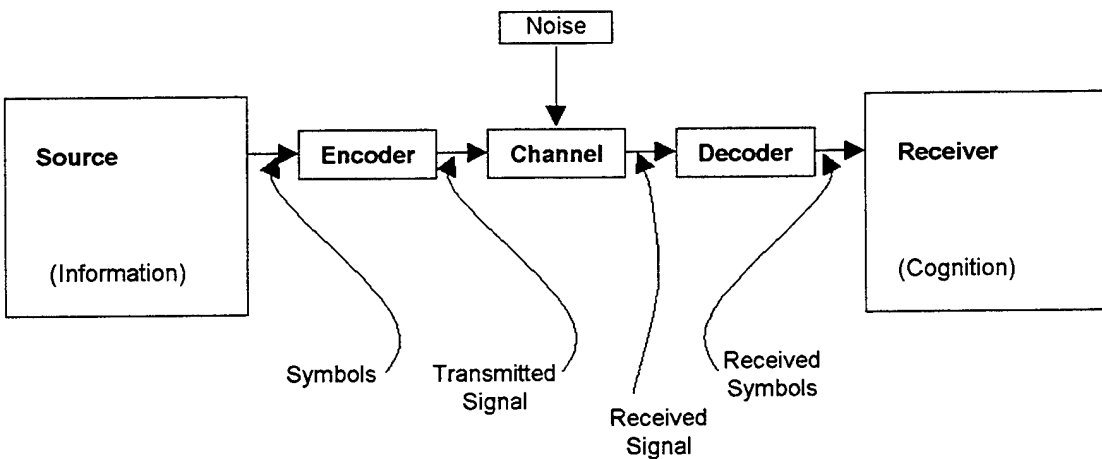 Noise
Source
Encoder
Channel
Decoder
Receiver
(Information)
(Cognition)
Symbols
Transmitted
Signal
Received
Signal
Received
Symbols